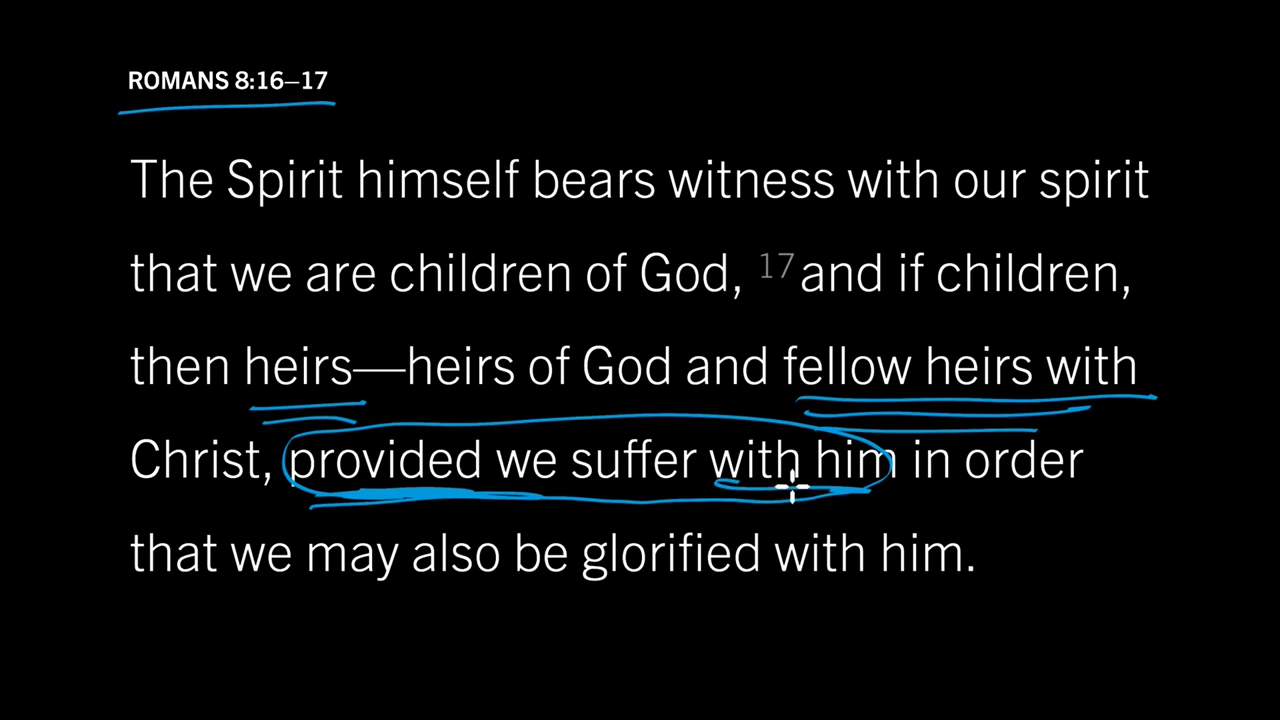 ROMANS 8:16–17
The Spirit himself bears witness with our spirit
that we are children of God, 17 and if children,
then heirs—heirs of God and fellow heirs with
Christ, provided we suffer with him in order
that we may also be glorified with him.